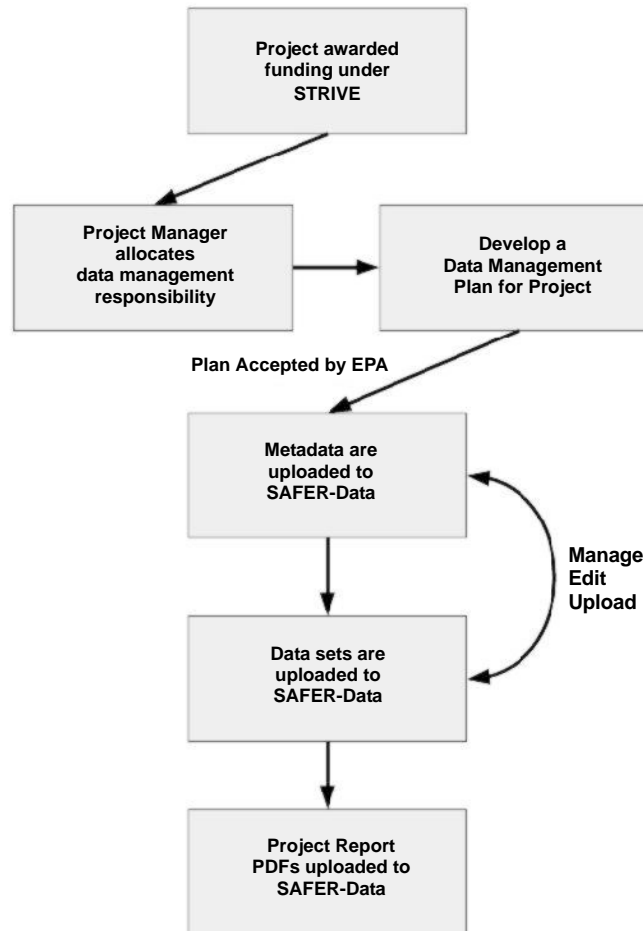 Project awarded
funding under
STRIVE
Project Manager
allocates
data management
responsibility
Develop a
Data Management
Plan for Project
Plan Accepted by EPA
Metadata are
uploaded to
SAFER-Data
Manage
Edit
Upload
Data sets are
uploaded to
SAFER-Data
Project Report
PDFs uploaded to
SAFER-Data